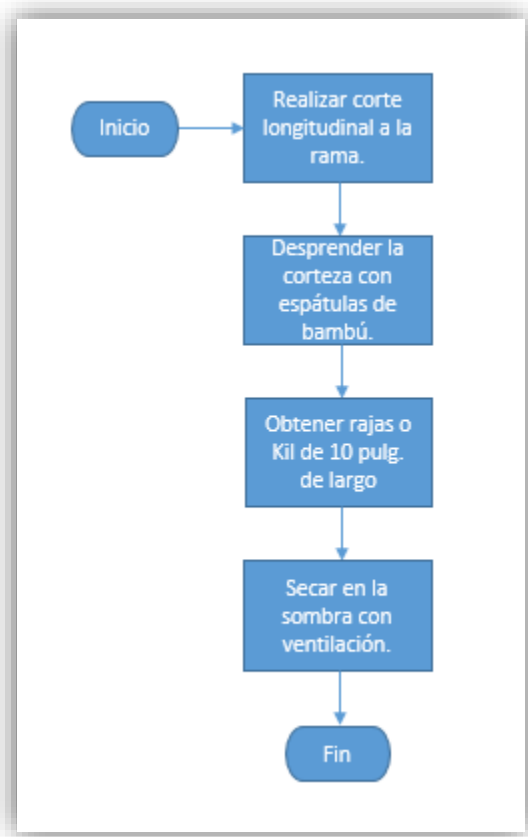 Inicio
Realizar corte
longitudinal a la
rama.
Desprender la
corteza con
espátulas de
bambú.
Obtener rajas o
Kil de 10 pulg.
de largo
Secar en la
sombra con
ventilación.
Fin